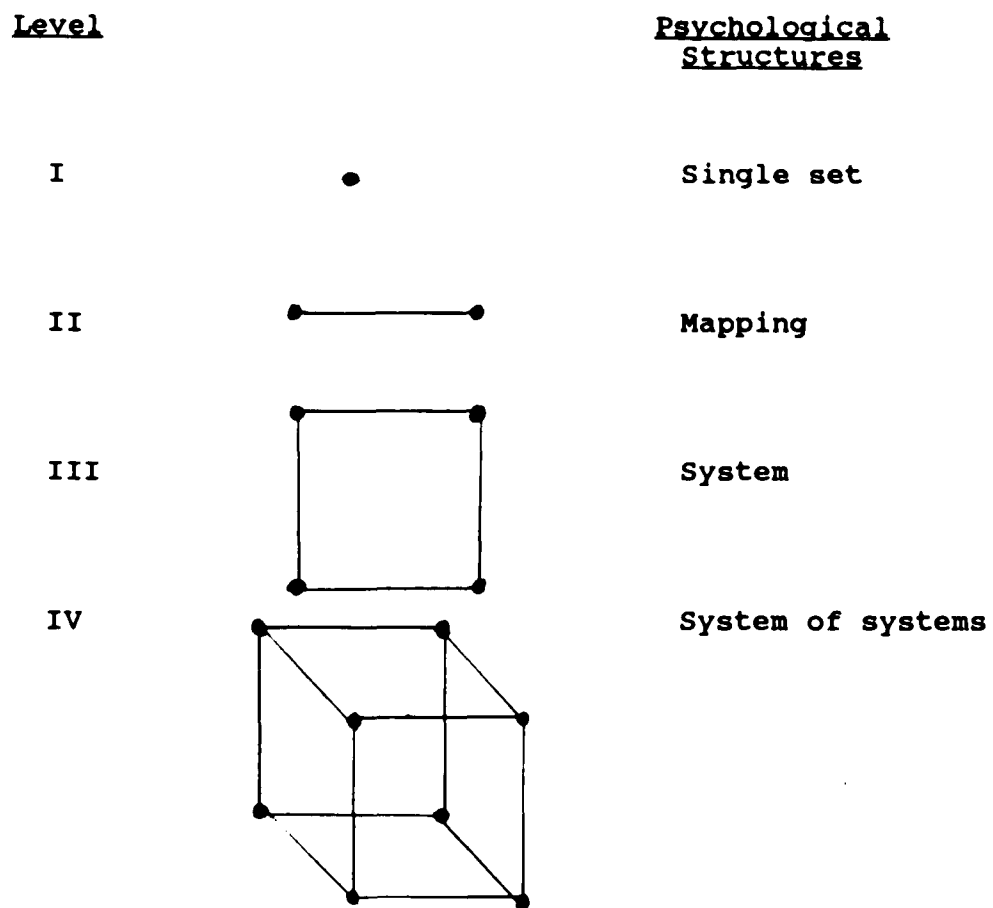 Level
Psychological
Structures
I
Single set
II
Mapping
III
System
IV
System of systems